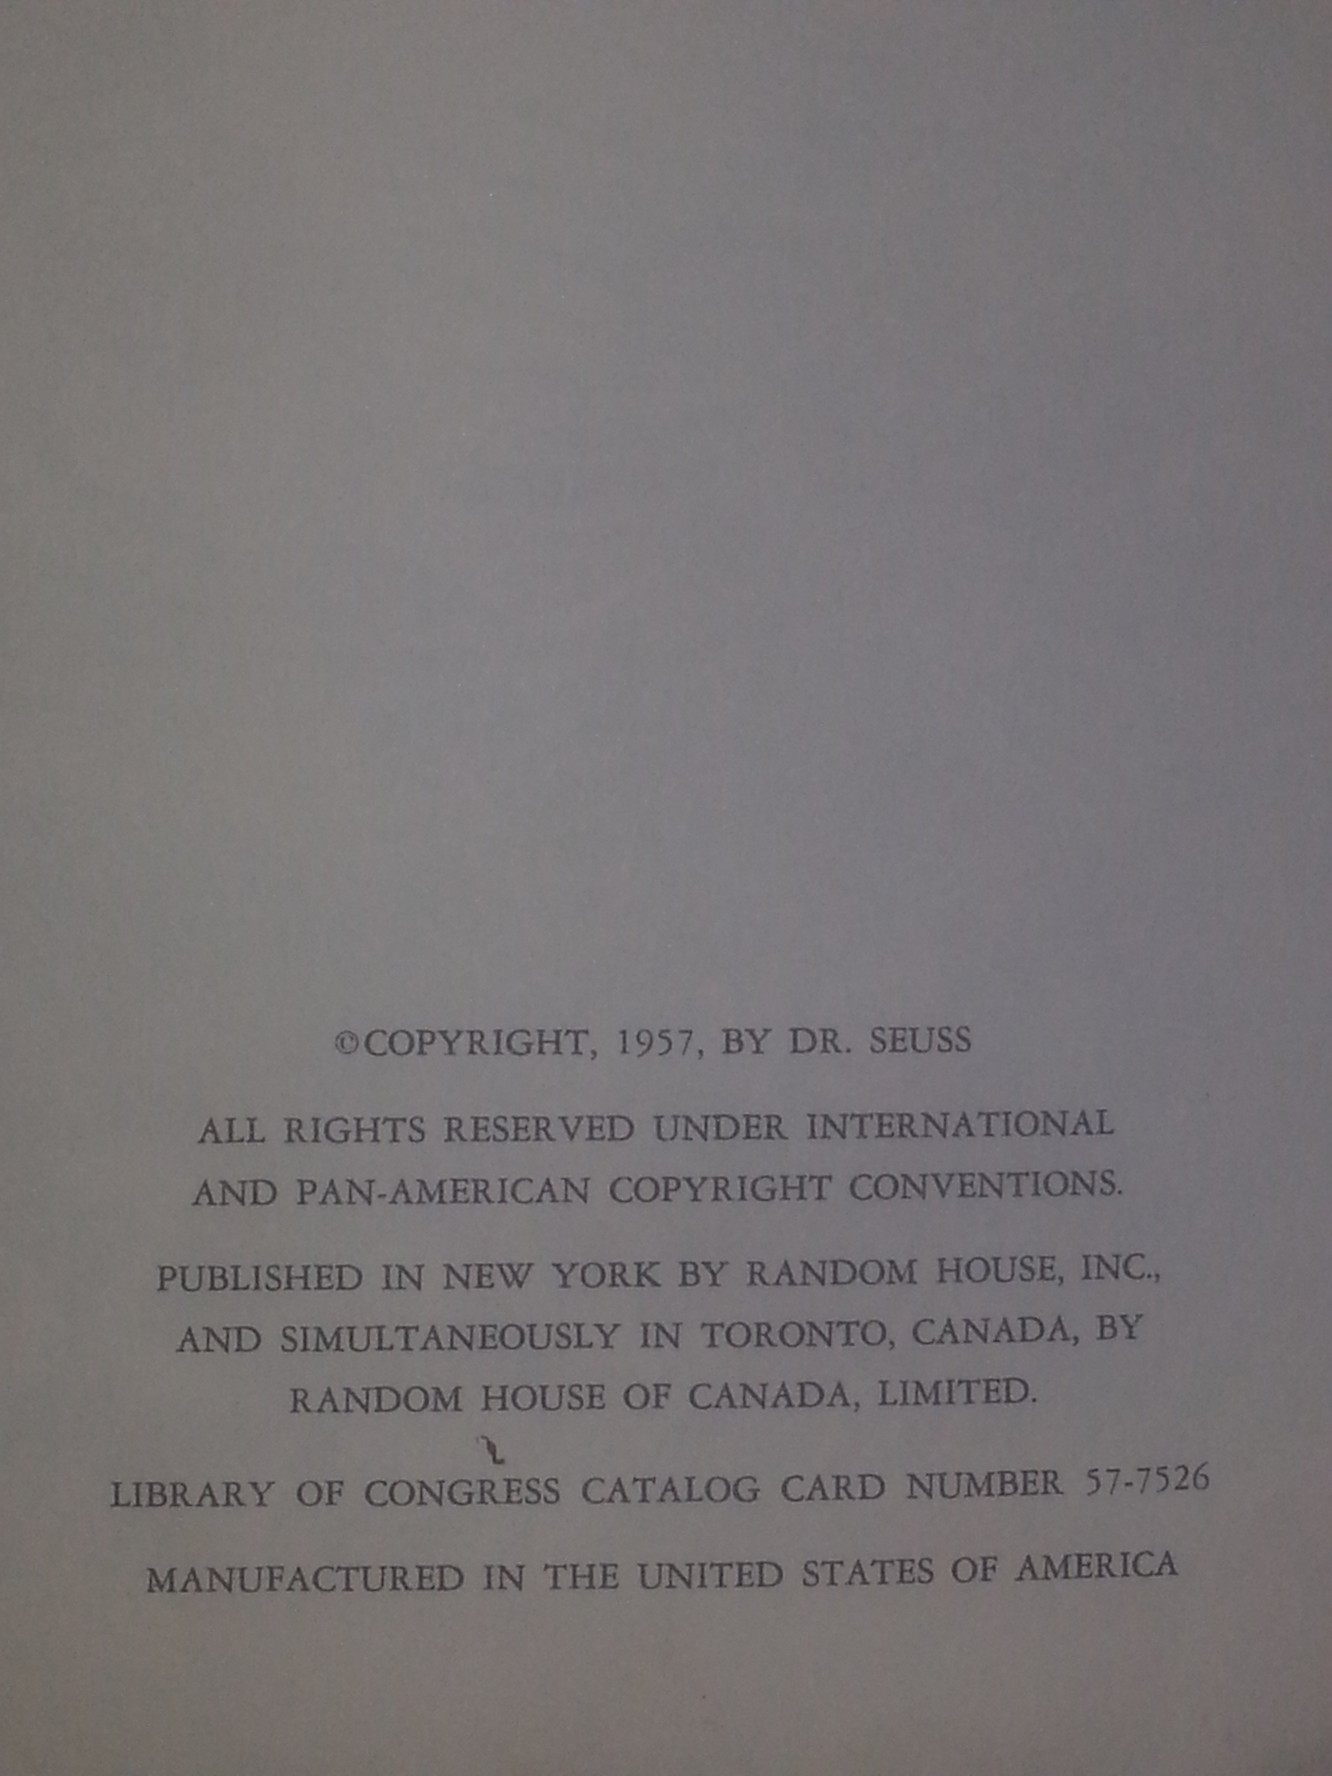 ©COPYRIGHT, 1957, BY DR. SEUSS
ALL RIGHTS RESERVED UNDER INTERNATIONAL
AND PAN-AMERICAN COPYRIGHT CONVENTIONS.
PUBLISHED IN NEW YORK BY RANDOM HOUSE, INC.,
AND SIMULTANEOUSLY IN TORONTO, CANADA, BY
RANDOM HOUSE OF CANADA, LIMITED.
LIBRARY OF CONGRESS CATALOG CARD NUMBER 57-7526
MANUFACTURED IN THE UNITED STATES OF AMERICA